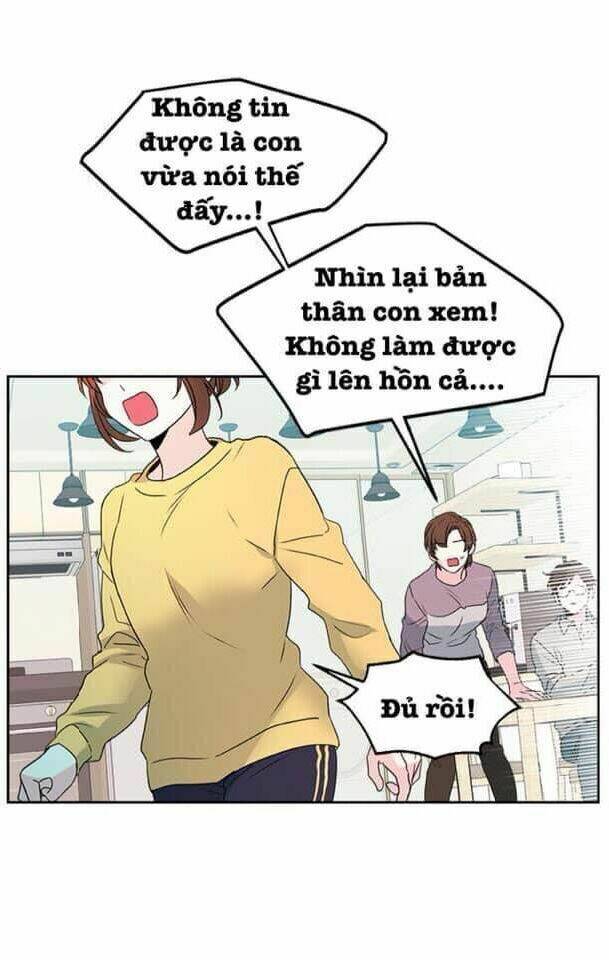 Không tin
được là con
vừa nói thế
đấy...!
Nhìn lại bản
thân con xem!
Không làm được
gì lên hồn cả....
Đủ rồi!